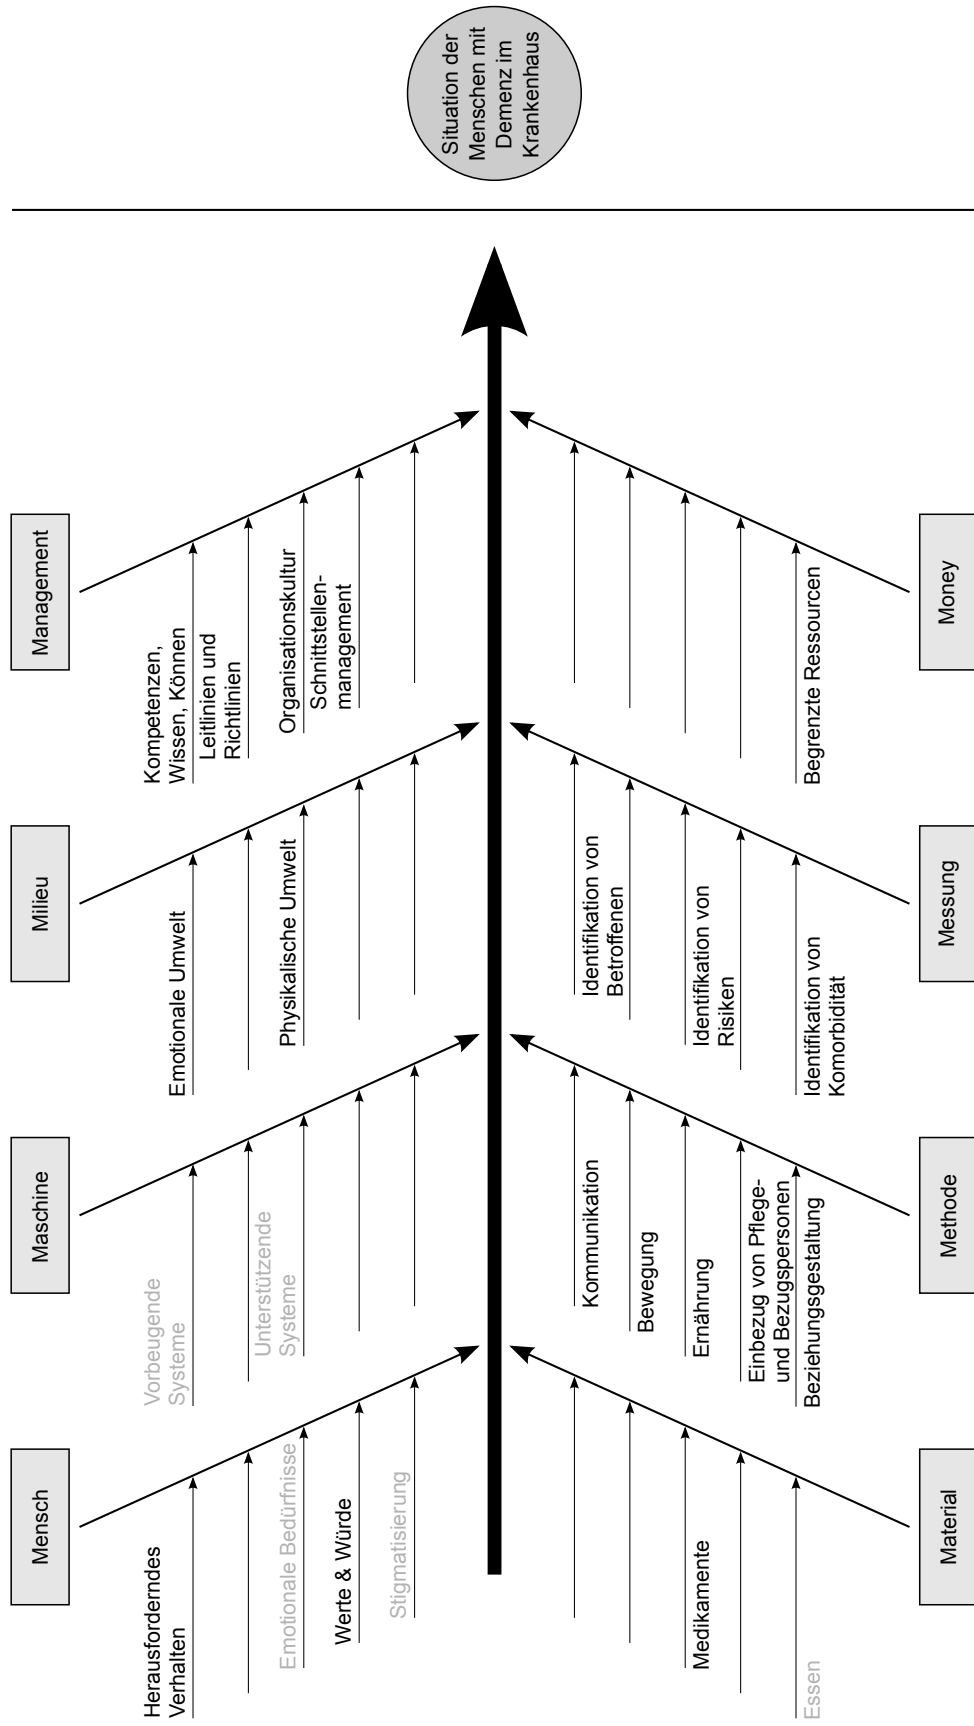 Mensch
Maschine
Milieu
Management
Herausforderndes
Verhalten
Emotionale Bedürfnisse
Werte & Würde
Stigmatisierung
Vorbeugende
Systeme
Unterstützende
Systeme
Emotionale Umwelt
Physikalische Umwelt
Kompetenzen,
Wissen, Können
Leitlinien und
Richtlinien
Organisationskultur
Schnittstellen-
management
Situation der
Menschen mit
Demenz im
Krankenhaus
Medikamente
Essen
Kommunikation
Bewegung
Ernährung
Einbezug von Pflege-
und Bezugspersonen
Beziehungsgestaltung
Identifikation von
Betroffenen
Identifikation von
Risiken
Identifikation von
Komorbidität
Begrenzte Ressourcen
Material
Methode
Messung
Money